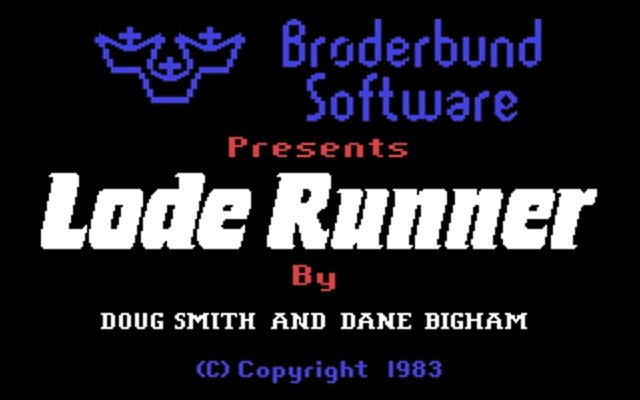 Broderbund
Software
Presents
Lode Runner
By
DOUG SMITH AND DANE BIGHAM
(C) Copyright 1983